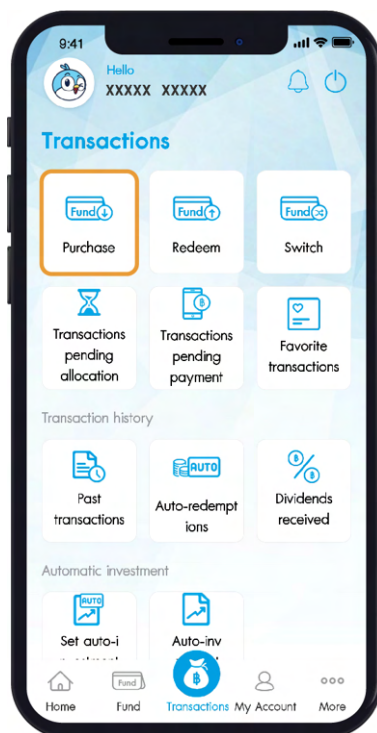 9:41
Hello
XXXXX XXXXX
Transactions
Fund Fund Fund
Purchase Redeem Switch
Transactions pending allocation
Transactions pending payment
Favorite transactions
Transaction history
AUTO
Past transactions
Auto-redempt
ions
Dividends received
Automatic investment
AUTO
Set auto-i
Auto-inv
Fund
Home Fund Transactions My Account More